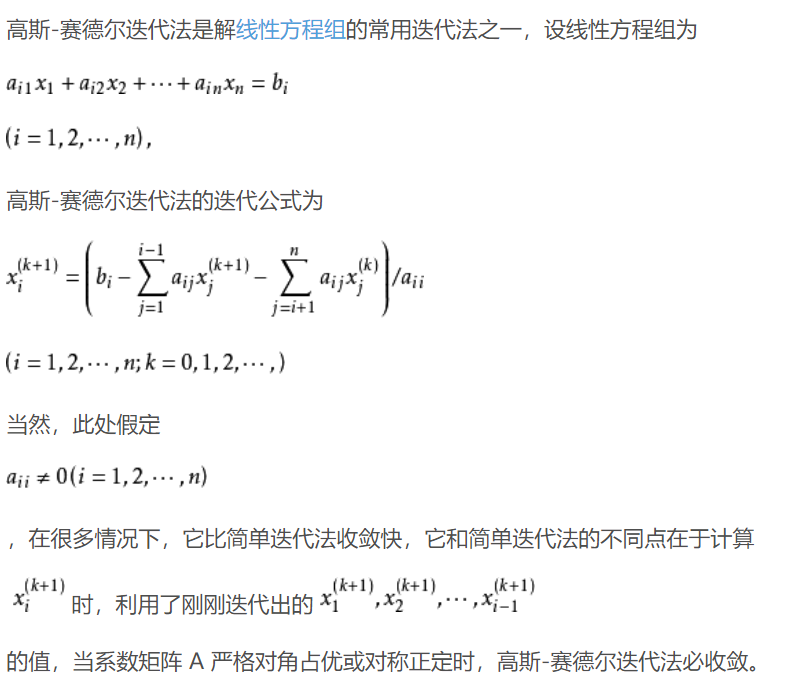 高斯-赛德尔迭代法是解线性方程组的常用迭代法之一，设线性方程组为
a_{i1}x_1 + a_{i2}x_2 + ⋯ + a_{in}x_n = b_i
(i = 1, 2, ⋯, n),
高斯-赛德尔迭代法的迭代公式为
x_i^{(k+1)} = \left( b_i - \sum_{j=1}^{i-1} a_{ij}x_j^{(k+1)} - \sum_{j=i+1}^{n} a_{ij}x_j^{(k)} \right) / a_{ii}
(i = 1, 2, ⋯, n; k = 0, 1, 2, ⋯, )
当然，此处假定
a_{ii} ≠ 0(i = 1, 2, ⋯, n)
，在很多情况下，它比简单迭代法收敛快，它和简单迭代法的不同点在于计算
x_i^{(k+1)} 时，利用了刚刚迭代出的 x_1^{(k+1)}, x_2^{(k+1)}, ⋯, x_{i-1}^{(k+1)}
的值，当系数矩阵 A 严格对角占优或对称正定时，高斯-赛德尔迭代法必收敛。